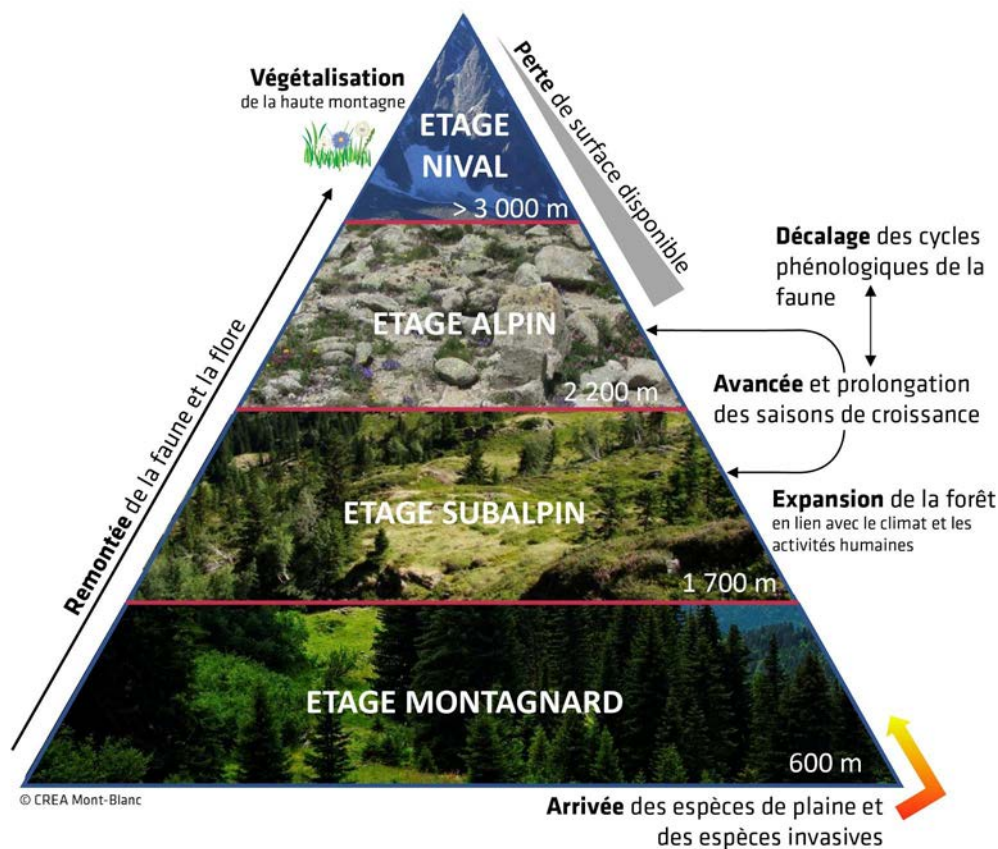 Végétalisation
de la haute montagne
Perte de surface disponible
ETAGE
NIVAL
> 3 000 m
Décalage des cycles
phénologiques de la
faune
ETAGE ALPIN
2 200 m
Avancée et prolongation
des saisons de croissance
Remontée de la faune et la flore
ETAGE SUBALPIN
1 700 m
Expansion de la forêt
en lien avec le climat et les
activités humaines
ETAGE MONTAGNARD
600 m
© CREA Mont-Blanc
Arrivée des espèces de plaine et
des espèces invasives